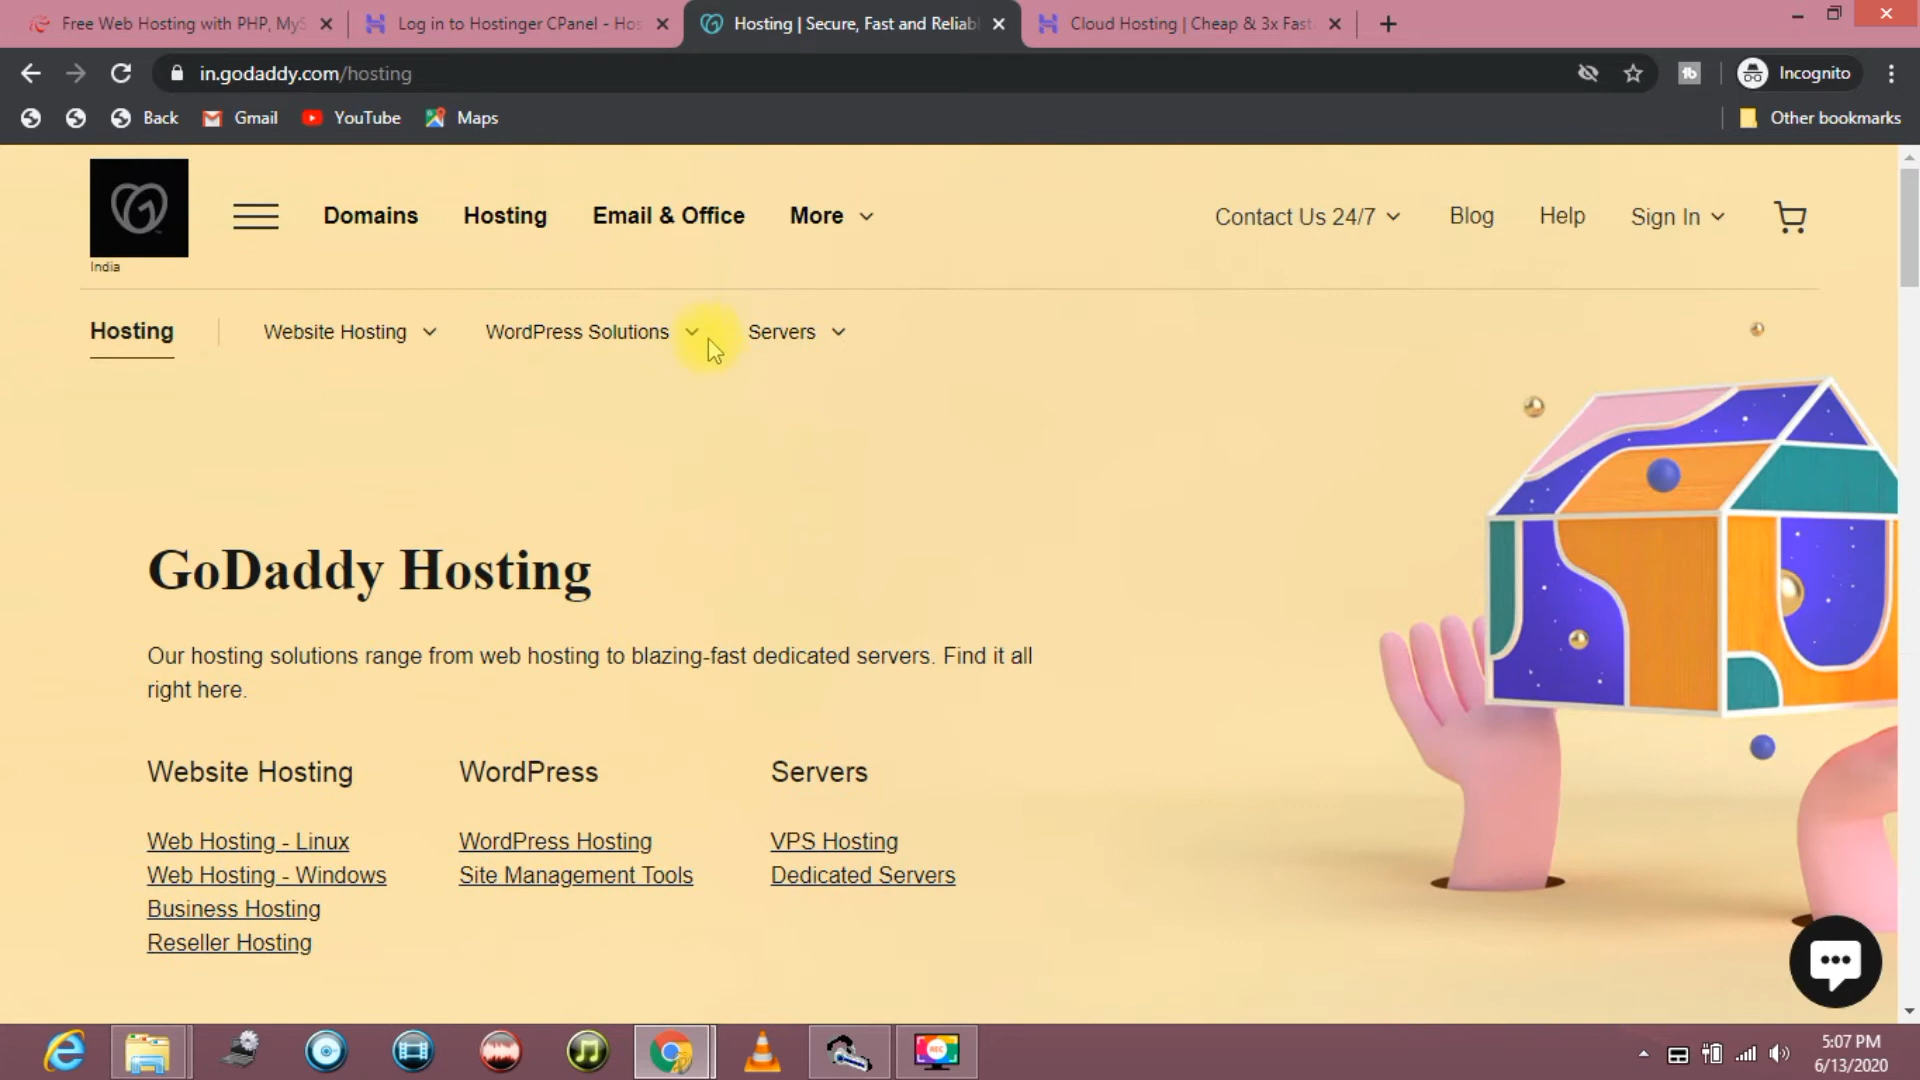 Free Web Hosting with PHP, MyS
Log in to Hostinger CPanel - Hos
Hosting | Secure, Fast and Reliab
Cloud Hosting | Cheap & 3x Fast
in.godaddy.com/hosting
Incognito
Back
Gmail
YouTube
Maps
Other bookmarks
India
Domains
Hosting
Email & Office
More
Contact Us 24/7
Blog
Help
Sign In
Hosting
Website Hosting
WordPress Solutions
Servers
GoDaddy Hosting
Our hosting solutions range from web hosting to blazing-fast dedicated servers. Find it all
right here.
Website Hosting
Web Hosting - Linux
Web Hosting - Windows
Business Hosting
Reseller Hosting
WordPress
WordPress Hosting
Site Management Tools
Servers
VPS Hosting
Dedicated Servers
REC
5:07 PM
6/13/2020